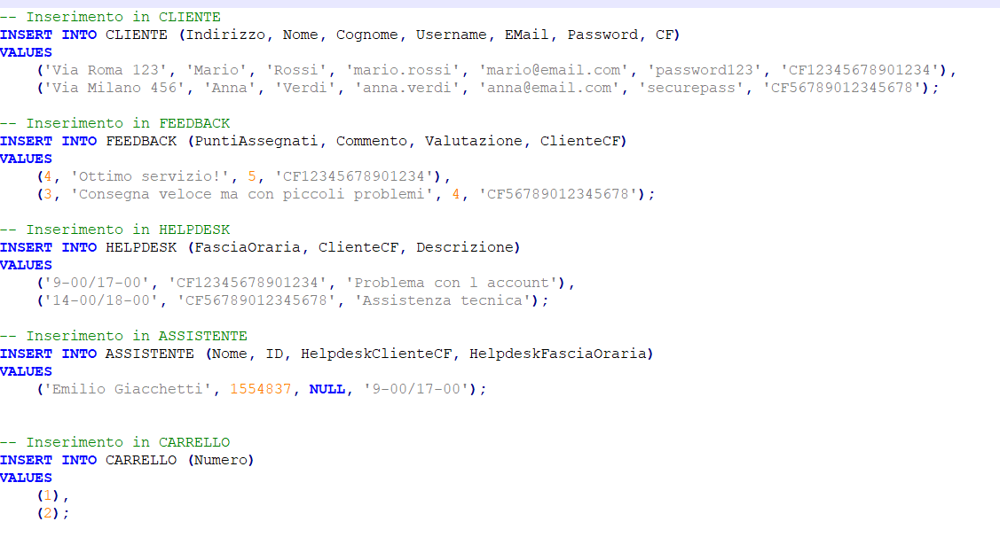 -- Inserimento in CLIENTE
INSERT INTO CLIENTE (Indirizzo, Nome, Cognome, Username, EMail, Password, CF)
VALUES
('Via Roma 123', 'Mario', 'Rossi', 'mario.rossi', 'mario@email.com', 'password123', 'CF12345678901234'),
('Via Milano 456', 'Anna', 'Verdi', 'anna.verdi', 'anna@email.com', 'securepass', 'CF56789012345678');
-- Inserimento in FEEDBACK
INSERT INTO FEEDBACK (PuntiAssegnati, Commento, Valutazione, ClienteCF)
VALUES
(4, 'Ottimo servizio!', 5, 'CF12345678901234'),
(3, 'Consegna veloce ma con piccoli problemi', 4, 'CF56789012345678');
-- Inserimento in HELPDESK
INSERT INTO HELPDESK (FasciaOraria, ClienteCF, Descrizione)
VALUES
('9-00/17-00', 'CF12345678901234', 'Problema con l account'),
('14-00/18-00', 'CF56789012345678', 'Assistenza tecnica');
-- Inserimento in ASSISTENTE
INSERT INTO ASSISTENTE (Nome, ID, HelpdeskClienteCF, HelpdeskFasciaOraria)
VALUES
('Emilio Giacchetti', 1554837, NULL, '9-00/17-00');
-- Inserimento in CARRELLO
INSERT INTO CARRELLO (Numero)
VALUES
(1),
(2);